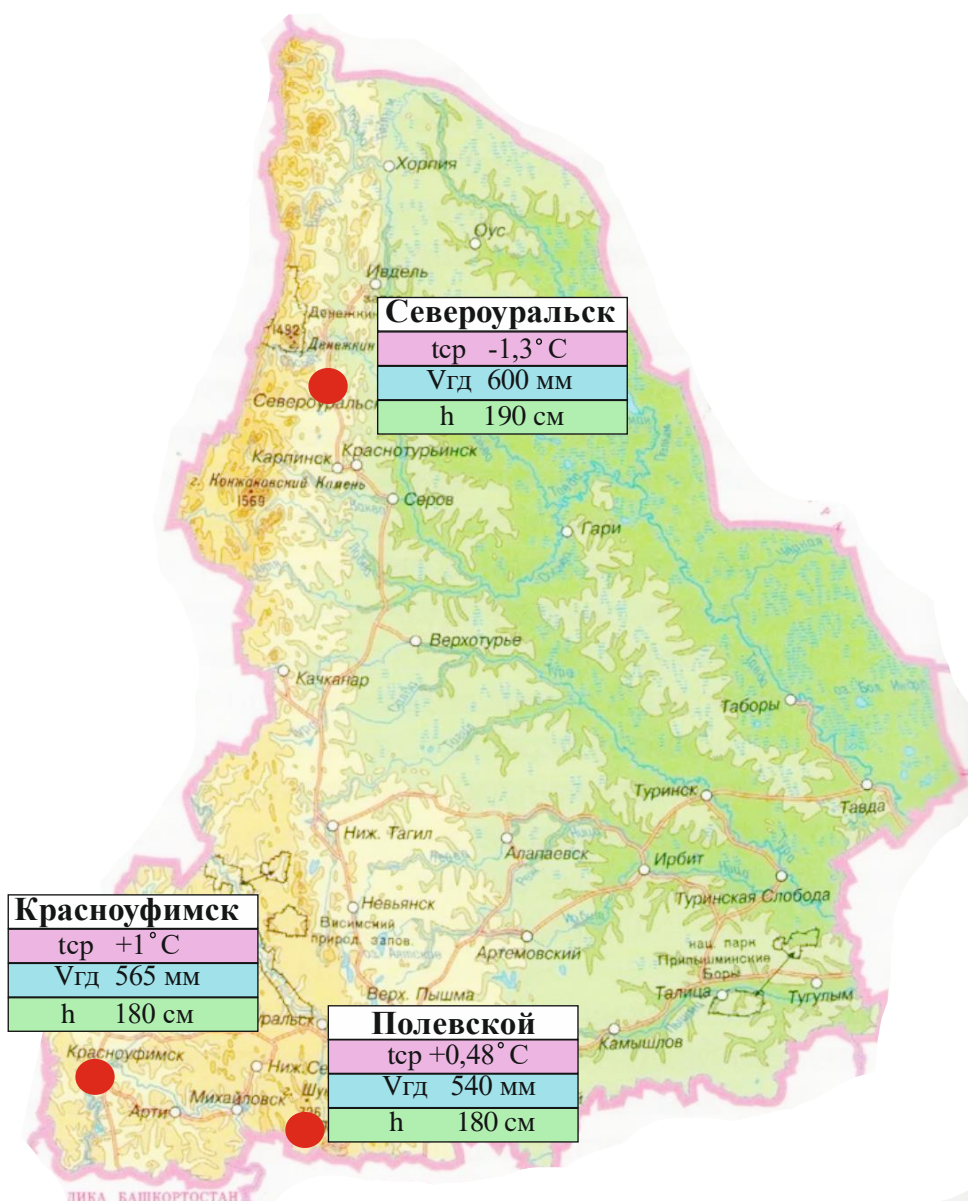 Хорпия
Оус
Ивдель
Североуральск
tср -1,3° С
Vгд 600 мм
h 190 см
1492
Денежкин
Североуральск
Карпинск
Краснотурьинск
г. Конжаковский Камень
1569
Серов
Гари
Верхотурье
Качканар
Таборы
Туринск
Тавда
Ниж. Тагил
Алапаевск
Ирбит
Туринская Слобода
Невьянск
Висимский
природ. запов.
Артемовский
нац. парк
Припышминские
Боры
Талица
Тугулым
Верх. Пышма
Камышлов
Красноуфимск
tср +1° С
Vгд 565 мм
h 180 см
Полевской
tср +0,48° С
Vгд 540 мм
h 180 см
Красноуфимск
Михайловск
Арти
Ниж.Се
ЛИКА БАШКОРТОСТАН